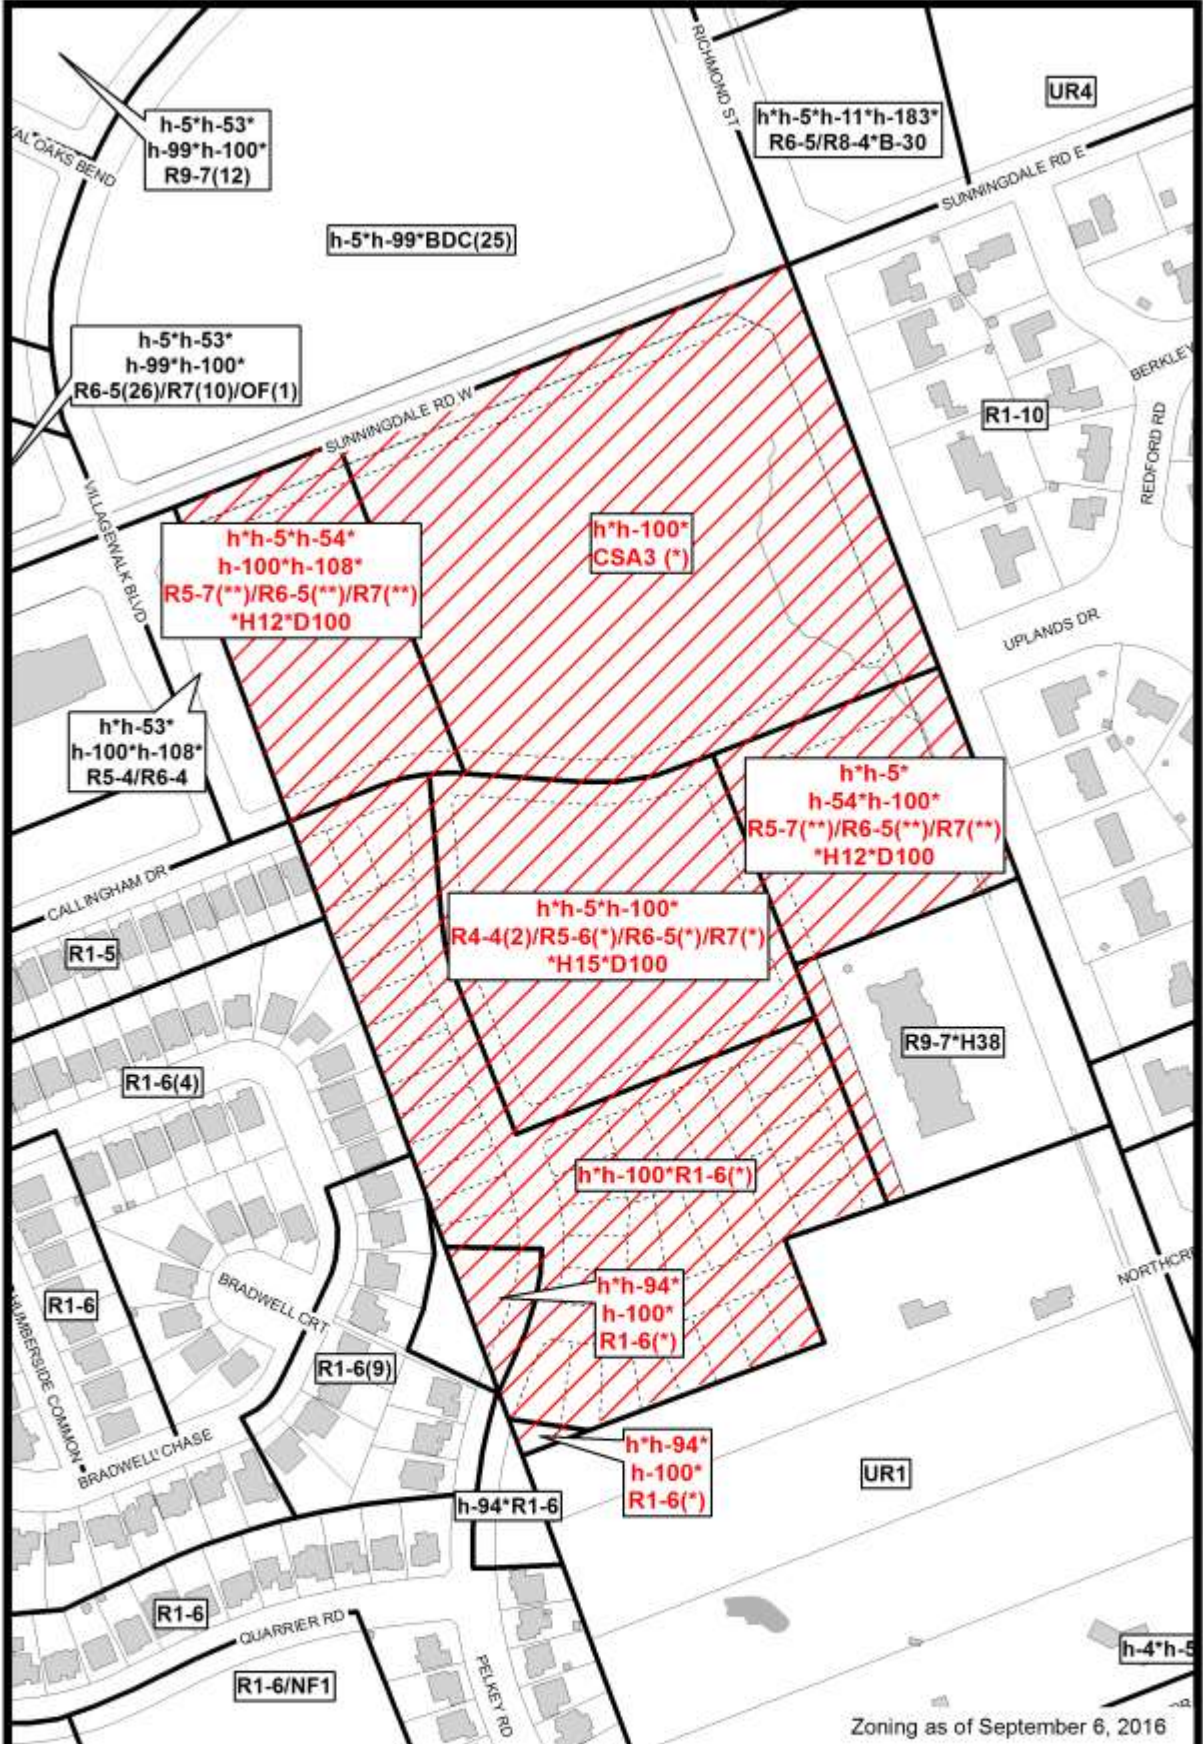 RICHMOND ST
UR4
h-5*h-53*
h-99*h-100*
R9-7(12)
h*h-5*h-11*h-183*
R6-5/R8-4*B-30
OAKS BEND
SUNNINGDALE RD E
h-5*h-99*BDC(25)
h-5*h-53*
h-99*h-100*
R6-5(26)/R7(10)/OF(1)
BERKLEY
SUNNINGDALE RD W
R1-10
REDFORD RD
VILLAGEWALK BLVD
h*h-5*h-54*
h-100*h-108*
R5-7(**)/R6-5(**)/R7(**)
*H12*D100
h*h-100*
CSA3 (*)
UPLANDS DR
h*h-53*
h-100*h-108*
R5-4/R6-4
h*h-5*
h-54*h-100*
R5-7(**)/R6-5(**)/R7(**)
*H12*D100
CALLINGHAM DR
h*h-5*h-100*
R4-4(2)/R5-6(*)/R6-5(*)/R7(*)
*H15*D100
R1-5
R9-7*H38
R1-6(4)
h*h-100*R1-6(*)
NORTHCR
R1-6
BRADWELL CRT
h*h-94*
h-100*
R1-6(*)
HUMBERSIDE COMMON
R1-6(9)
BRADWELL CHASE
h*h-94*
h-100*
R1-6(*)
UR1
h-94*R1-6
R1-6
QUARRIER RD
h-4*h-5
R1-6/NF1
PELKEY RD
Zoning as of September 6, 2016